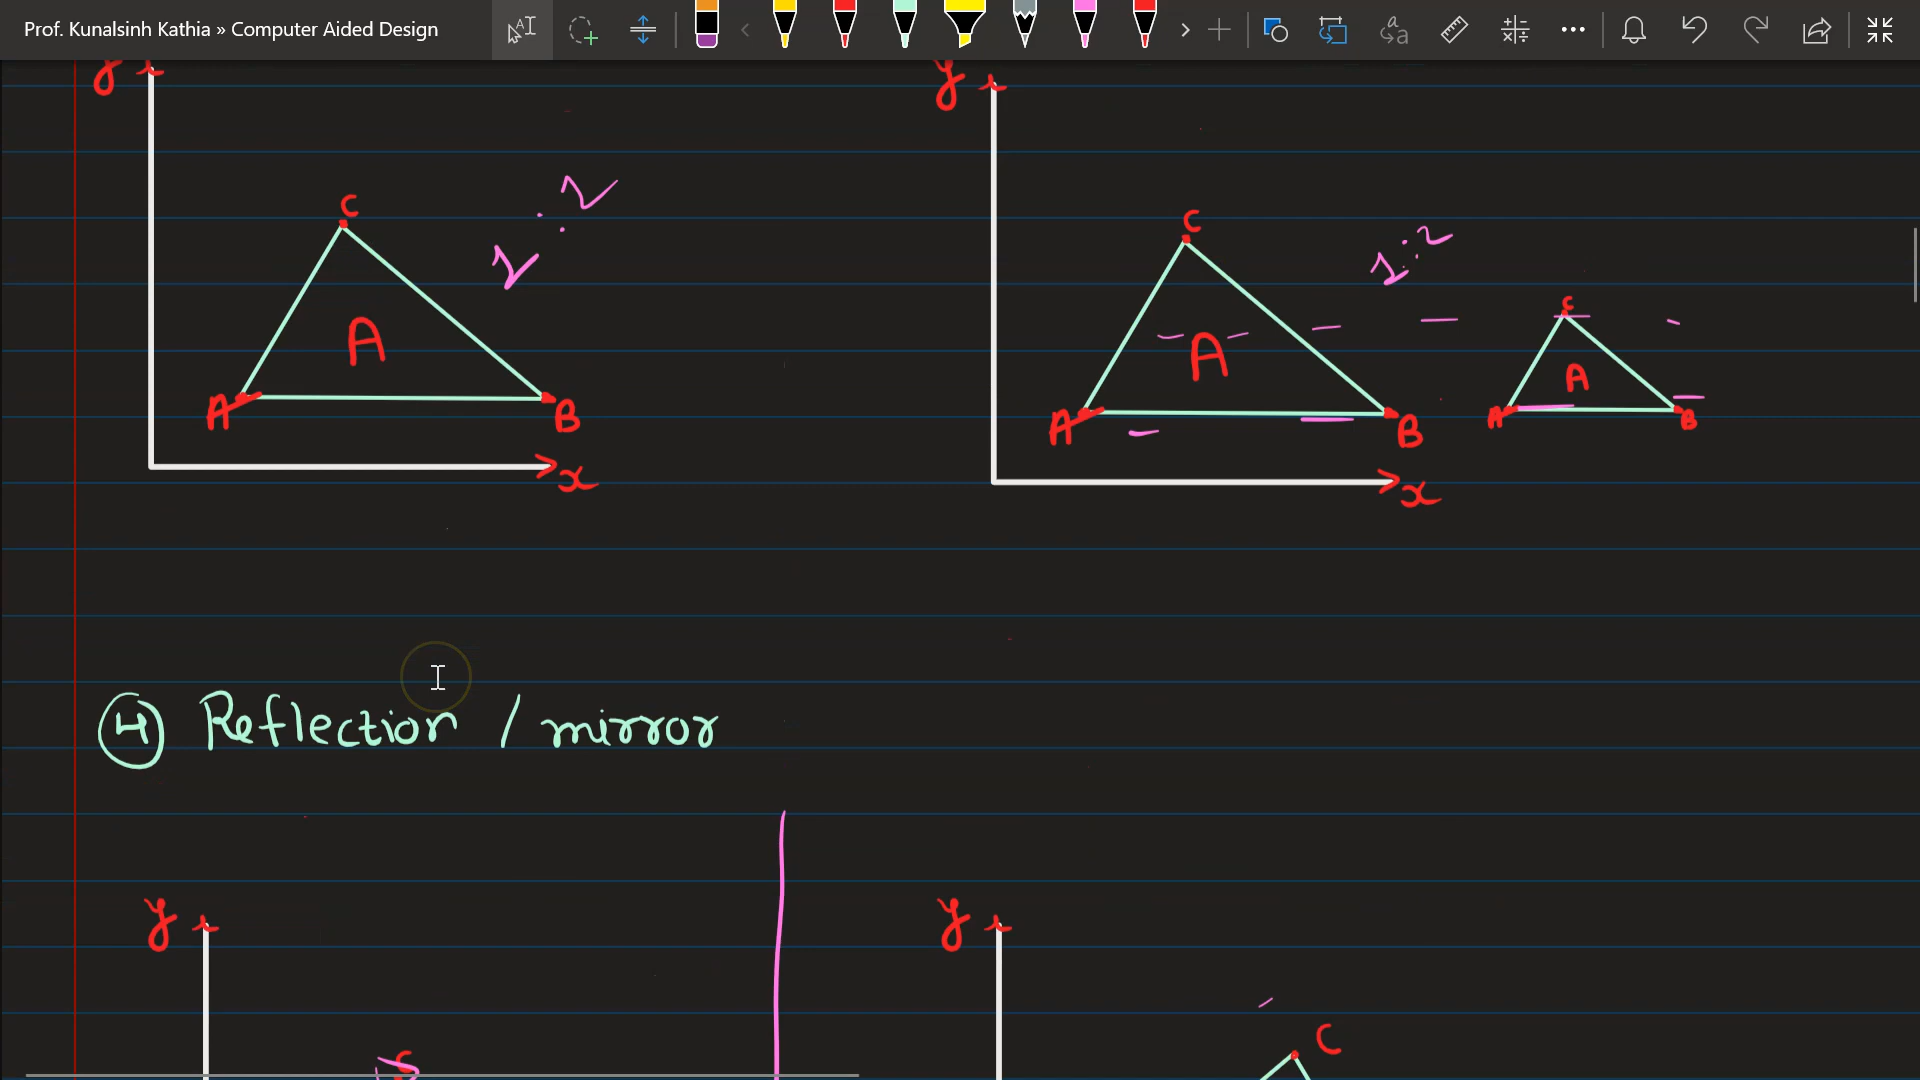 Prof. Kunalsinh Kathia » Computer Aided Design
y
y
C
1:2
C
1:2
C
A
A
A
A
B
A
B
A
B
x
x
4 Reflection / mirror
y
y
C
C